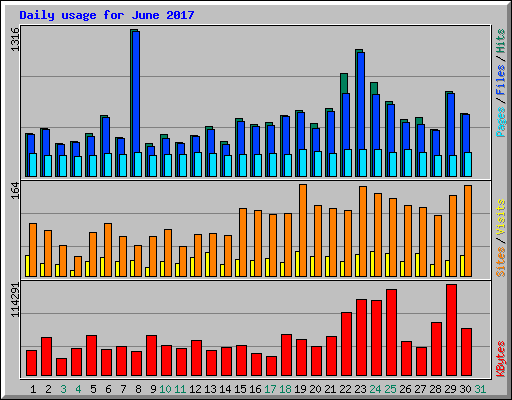 Daily usage for June 2017
1316
Pages / Files / Hits
164
Sites / Visits
114291
KBytes
1 2 3 4 5 6 7 8 9 10 11 12 13 14 15 16 17 18 19 20 21 22 23 24 25 26 27 28 29 30 31